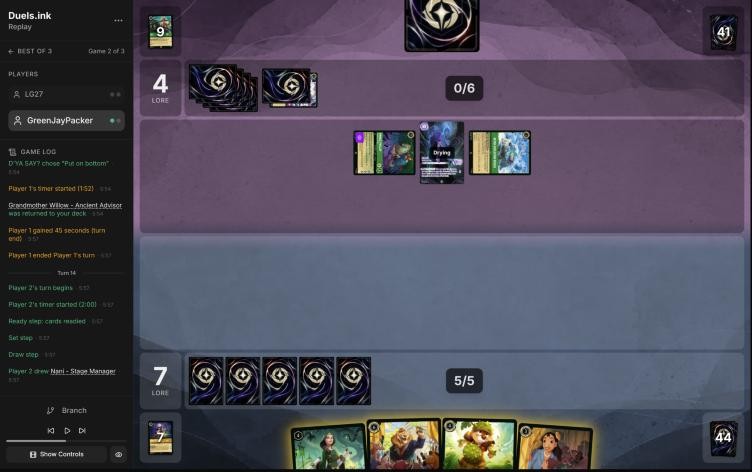 Duels.ink
Replay
← BEST OF 3
Game 2 of 3
PLAYERS
LG27
GreenJayPacker
GAME LOG
D'YA SAY? chose "Put on bottom" ·
5:54
Player 1's timer started (1:52) · 5:54
Grandmother Willow - Ancient Advisor
was returned to your deck · 5:54
Player 1 gained 45 seconds (turn
end) · 5:57
Player 1 ended Player 1's turn · 5:57
Turn 14
Player 2's turn begins · 5:57
Player 2's timer started (2:00) · 5:57
Ready step: cards readied · 5:57
Set step · 5:57
Draw step · 5:57
Player 2 drew Nani - Stage Manager ·
5:57
Branch
Show Controls
9
41
4
LORE
0/6
Drying
7
LORE
5/5
7
44